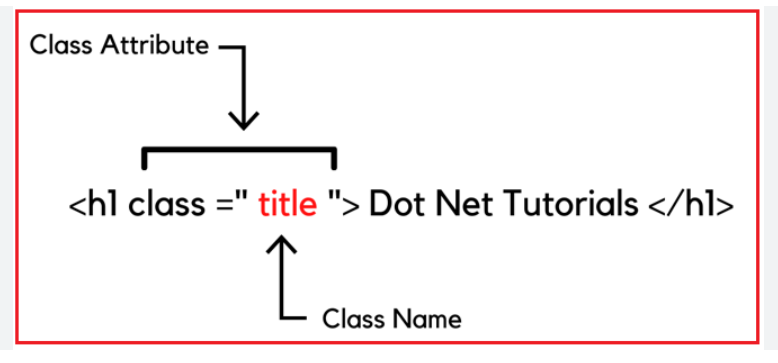 Class Attribute
<h1 class =" title "> Dot Net Tutorials </h1>
Class Name